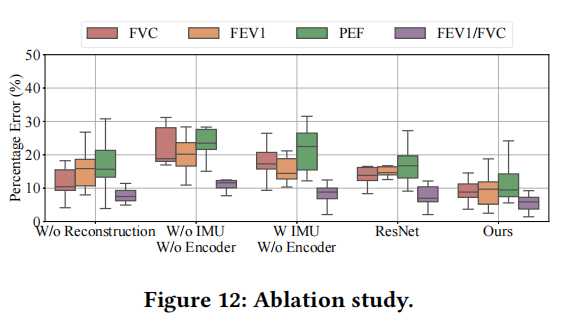 FVC FEV1 PEF FEV1/FVC
Percentage Error (%)
50
40
30
20
10
0
W/o Reconstruction W/o IMU W/o Encoder W IMU W/o Encoder ResNet Ours
Figure 12: Ablation study.